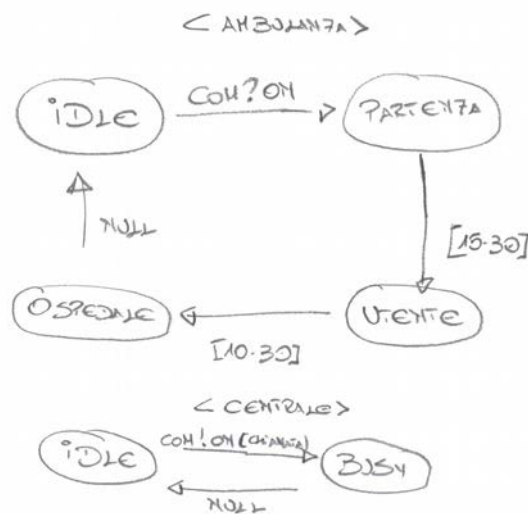 < AMBULANZA>
iDLE
COM?ON
PARTENZA
NULL
[15-30]
OSPEDALE
UTENTE
[10-30]
< CENTRALE>
iDLE
COM!ON(CHIAMATA)
BUSY
NULL